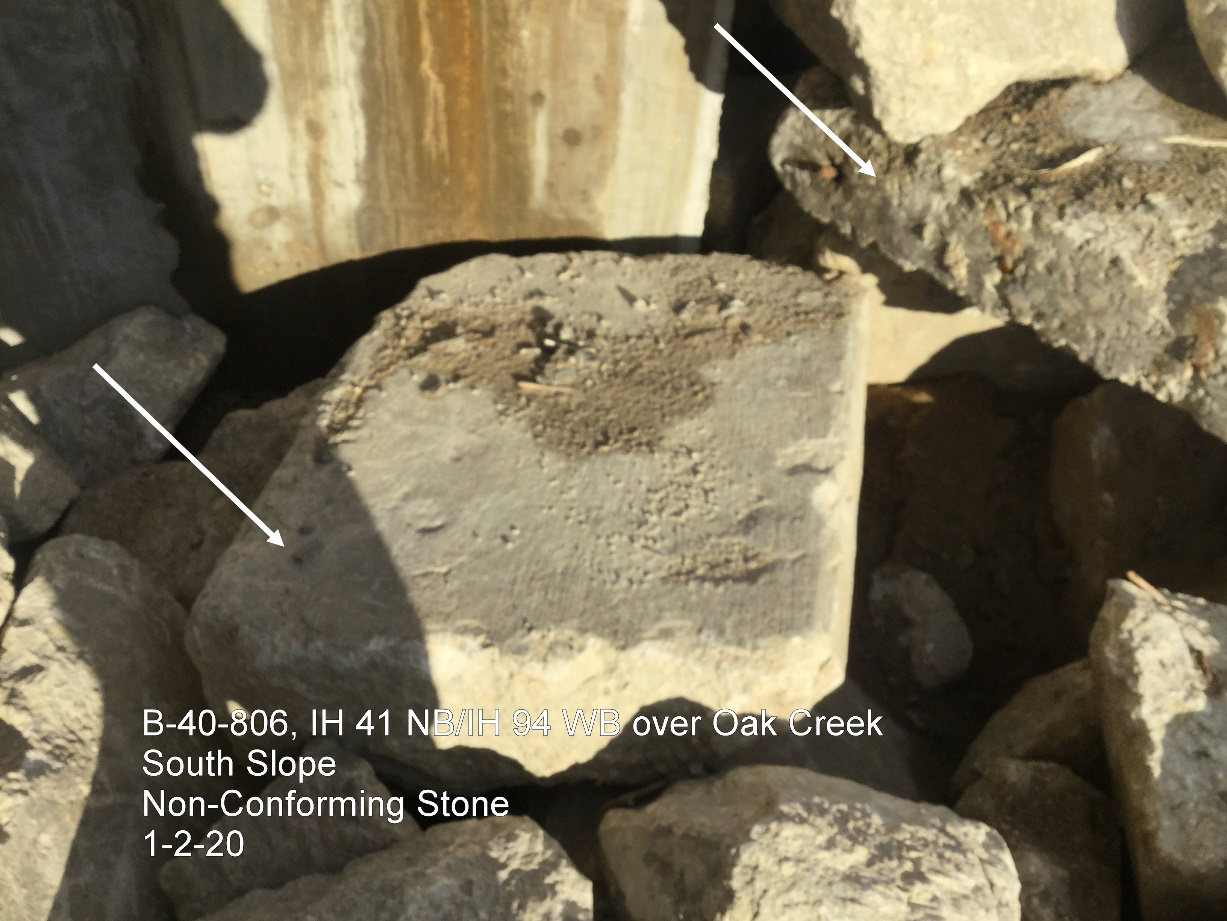 B-40-806, IH 41 NB/IH 94 WB over Oak Creek
South Slope
Non-Conforming Stone
1-2-20